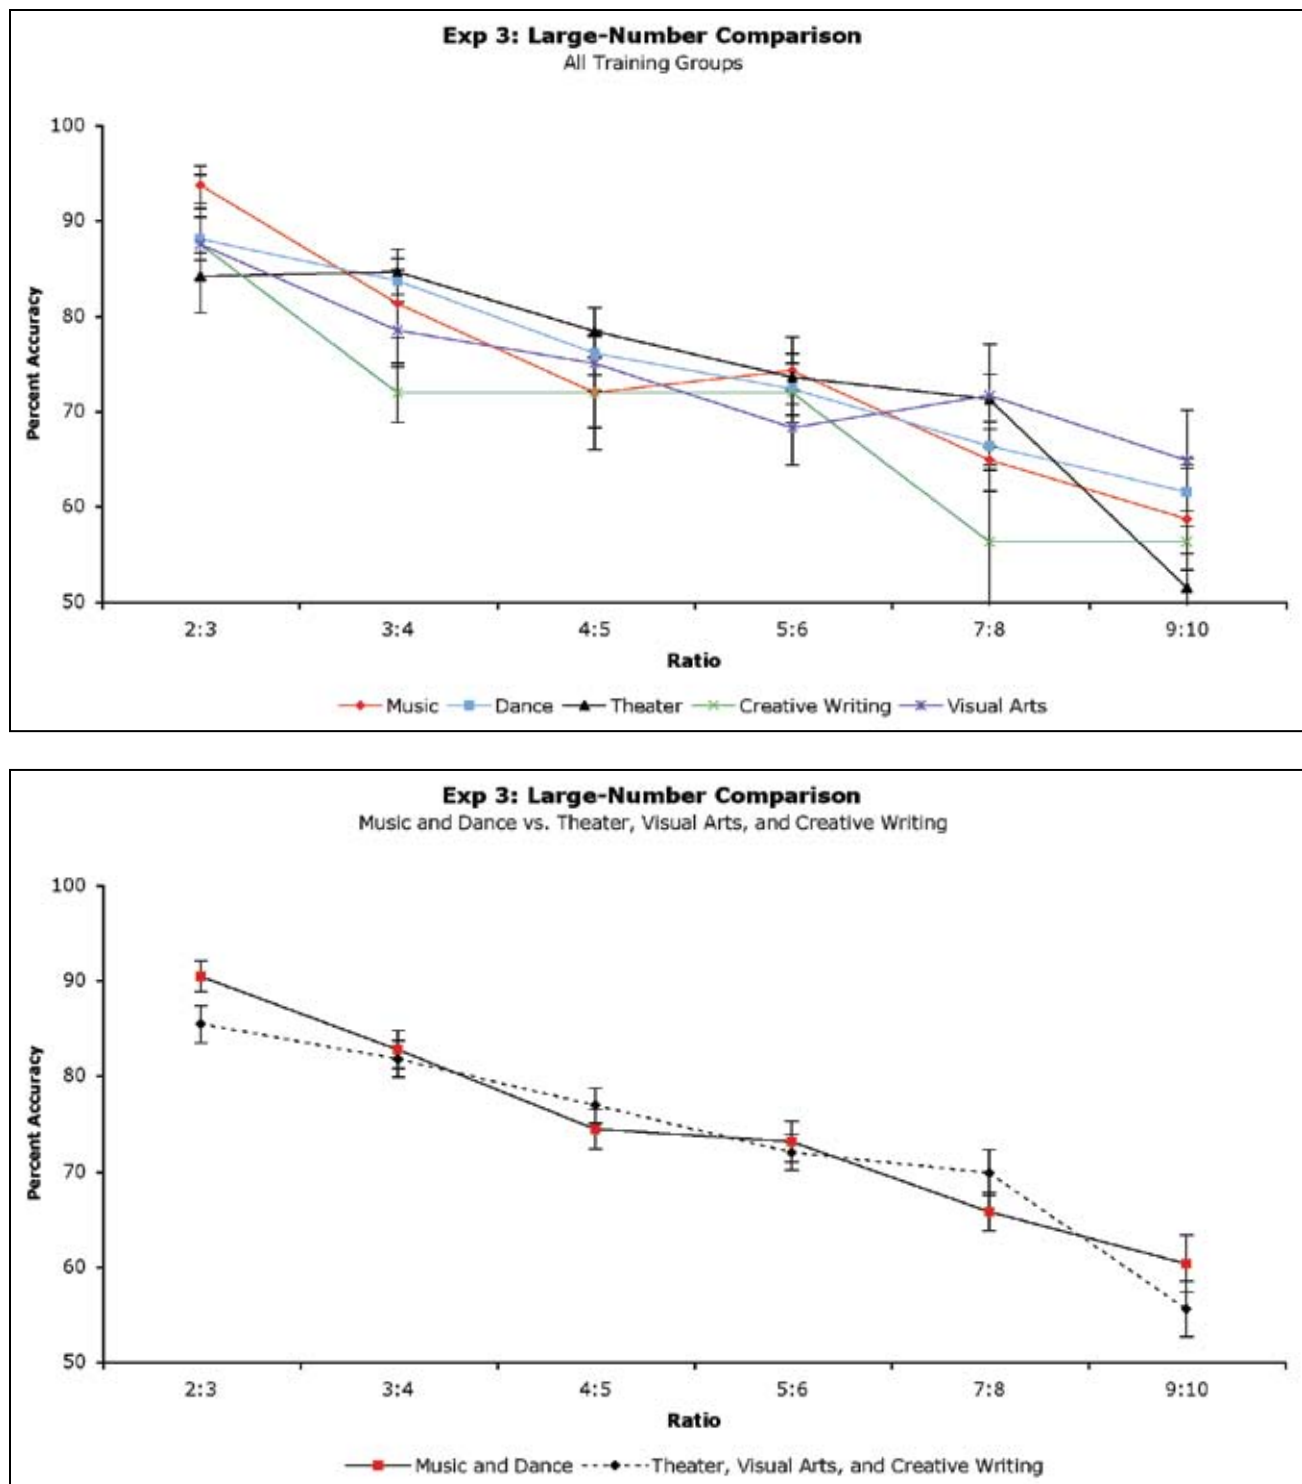 Exp 3: Large-Number Comparison
All Training Groups
100
90
80
70
60
50
Percent Accuracy
2:3 3:4 4:5 5:6 7:8 9:10
Ratio
Music Dance Theater Creative Writing Visual Arts
Exp 3: Large-Number Comparison
Music and Dance vs. Theater, Visual Arts, and Creative Writing
100
90
80
70
60
50
Percent Accuracy
2:3 3:4 4:5 5:6 7:8 9:10
Ratio
Music and Dance Theater, Visual Arts, and Creative Writing